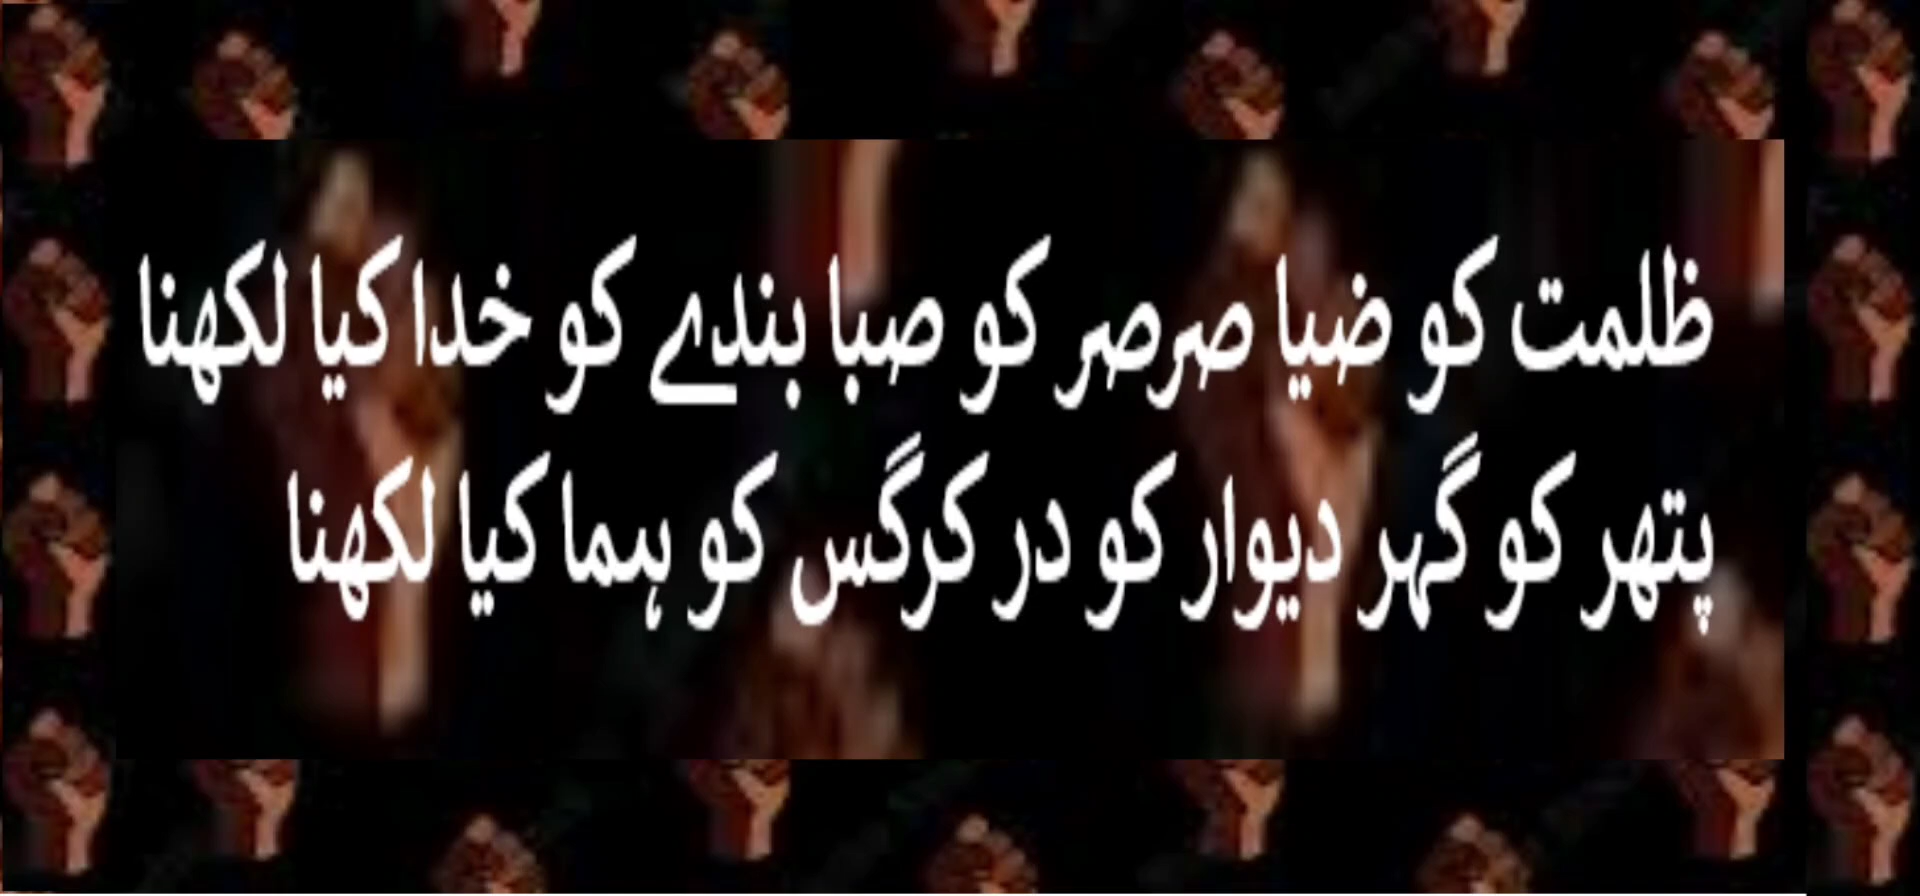 ظلمت کو ضیا صرصر کو صبا بندے کو خدا کیا لکھنا
پتھر کو گہر دیوار کو در کرگس کو ہما کیا لکھنا